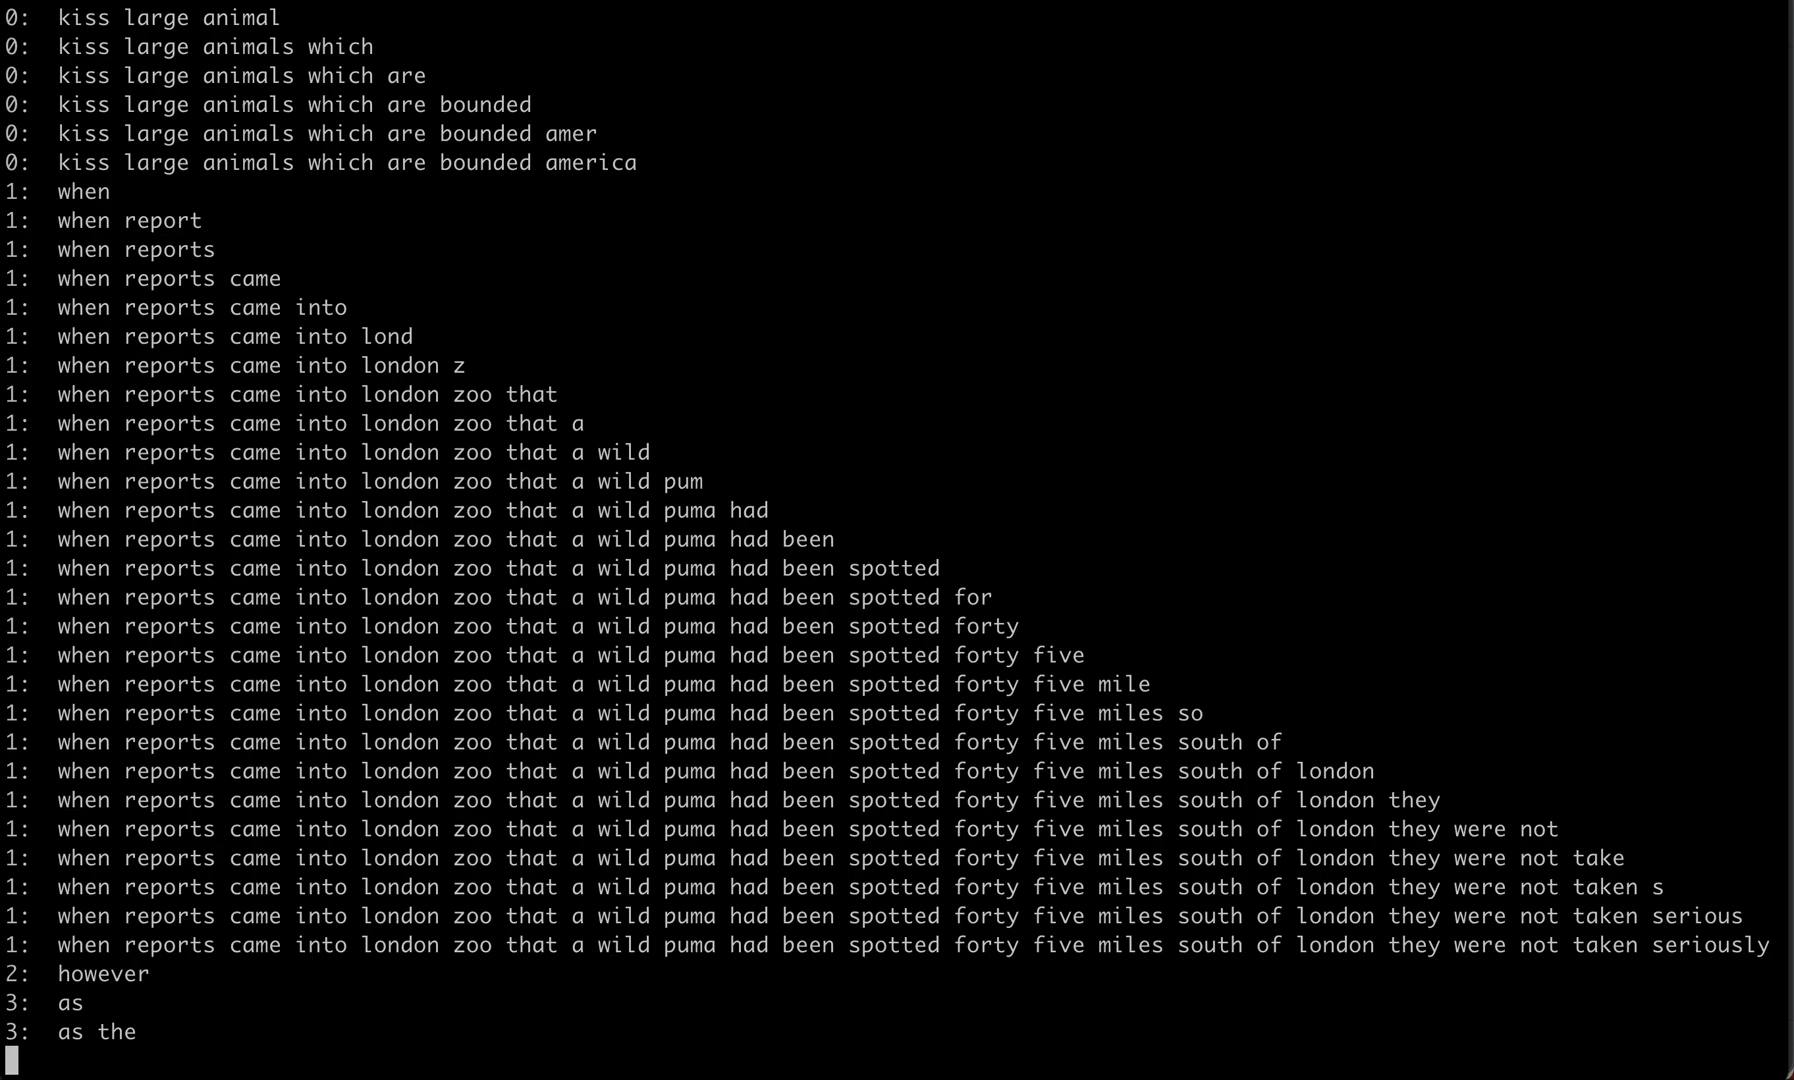 0:  kiss large animal
0:  kiss large animals which
0:  kiss large animals which are
0:  kiss large animals which are bounded
0:  kiss large animals which are bounded amer
0:  kiss large animals which are bounded america
1:  when
1:  when report
1:  when reports
1:  when reports came
1:  when reports came into
1:  when reports came into lond
1:  when reports came into london z
1:  when reports came into london zoo that
1:  when reports came into london zoo that a
1:  when reports came into london zoo that a wild
1:  when reports came into london zoo that a wild pum
1:  when reports came into london zoo that a wild puma had
1:  when reports came into london zoo that a wild puma had been
1:  when reports came into london zoo that a wild puma had been spotted
1:  when reports came into london zoo that a wild puma had been spotted for
1:  when reports came into london zoo that a wild puma had been spotted forty
1:  when reports came into london zoo that a wild puma had been spotted forty five
1:  when reports came into london zoo that a wild puma had been spotted forty five mile
1:  when reports came into london zoo that a wild puma had been spotted forty five miles so
1:  when reports came into london zoo that a wild puma had been spotted forty five miles south of
1:  when reports came into london zoo that a wild puma had been spotted forty five miles south of london
1:  when reports came into london zoo that a wild puma had been spotted forty five miles south of london they
1:  when reports came into london zoo that a wild puma had been spotted forty five miles south of london they were not
1:  when reports came into london zoo that a wild puma had been spotted forty five miles south of london they were not take
1:  when reports came into london zoo that a wild puma had been spotted forty five miles south of london they were not taken s
1:  when reports came into london zoo that a wild puma had been spotted forty five miles south of london they were not taken serious
1:  when reports came into london zoo that a wild puma had been spotted forty five miles south of london they were not taken seriously
2:  however
3:  as
3:  as the